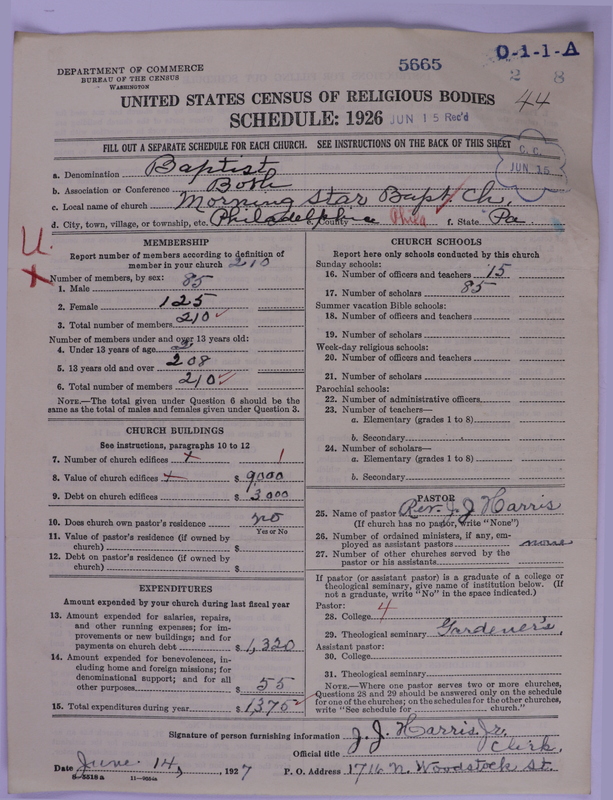 5665
O-1-1-A
2 8
DEPARTMENT OF COMMERCE
BUREAU OF THE CENSUS
WASHINGTON
UNITED STATES CENSUS OF RELIGIOUS BODIES 44
SCHEDULE: 1926 JUN 15 Rec'd
FILL OUT A SEPARATE SCHEDULE FOR EACH CHURCH. SEE INSTRUCTIONS ON THE BACK OF THIS SHEET
C. C.
JUN 15
a. Denomination Baptist
b. Association or Conference Both
c. Local name of church Morning Star Bapt. Ch,
d. City, town, village, or township, etc. Philadelphia e. County Phila f. State Pa
U.
x
MEMBERSHIP
Report number of members according to definition of
member in your church 210
Number of members, by sex:
1. Male 85
2. Female 125
3. Total number of members 210
Number of members under and over 13 years old:
4. Under 13 years of age 2
5. 13 years old and over 208
6. Total number of members 210
NOTE.—The total given under Question 6 should be
same as the total of males and females given under Question 3.
CHURCH BUILDINGS
See instructions, paragraphs 10 to 12
7. Number of church edifices x 1
8. Value of church edifices x $ 9,000
9. Debt on church edifices $ 3,000
10. Does church own pastor's residence no
Yes or No
11. Value of pastor's residence (if owned by
church) $
12. Debt on pastor's residence (if owned by
church) $
EXPENDITURES
Amount expended by your church during last fiscal year
13. Amount expended for salaries, repairs,
and other running expenses; for im-
provements or new buildings; and for
payments on church debt $ 1,320
14. Amount expended for benevolences, in-
cluding home and foreign missions; for
denominational support; and for all
other purposes $ 55
15. Total expenditures during year $ 1375
CHURCH SCHOOLS
Report here only schools conducted by this church
Sunday schools:
16. Number of officers and teachers 15
17. Number of scholars 85
Summer vacation Bible schools:
18. Number of officers and teachers
19. Number of scholars
Week-day religious schools:
20. Number of officers and teachers
21. Number of scholars
Parochial schools:
22. Number of administrative officers
23. Number of teachers—
a. Elementary (grades 1 to 8)
b. Secondary
24. Number of scholars—
a. Elementary (grades 1 to 8)
b. Secondary
PASTOR
25. Name of pastor Rev. J. J Harris
(If church has no pastor, write "None")
26. Number of ordained ministers, if any, em-
ployed as assistant pastors none
27. Number of other churches served by the
pastor or his assistants
If pastor (or assistant pastor) is a graduate of a college or
theological seminary, give name of institution below. (If
not a graduate, write "No" in the space indicated.)
Pastor:
28. College 4
29. Theological seminary Gardener's
Assistant pastor:
30. College
31. Theological seminary
NOTE.—Where one pastor serves two or more churches,
Questions 28 and 29 should be answered only on the schedule
for one of the churches; on the schedules for the other churches,
write "See schedule for church."
Signature of person furnishing information J. J. Harris, Jr.
Official title Clerk,
Date June 14, 1927 P. O. Address 1716 N. Woodstock St.